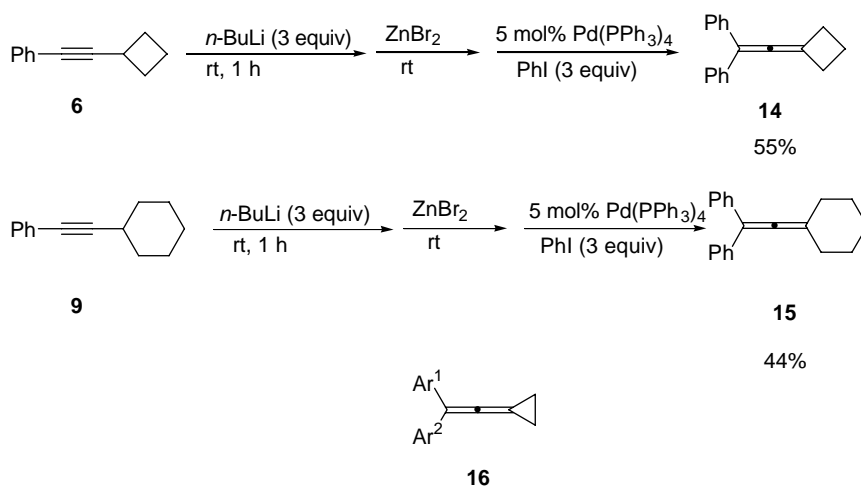 Ph
6
n-BuLi (3 equiv)
rt, 1 h
ZnBr2
rt
5 mol% Pd(PPh3)4
PhI (3 equiv)
Ph
Ph
14
55%
Ph
9
n-BuLi (3 equiv)
rt, 1 h
ZnBr2
rt
5 mol% Pd(PPh3)4
PhI (3 equiv)
Ph
Ph
15
44%
Ar1
Ar2
16